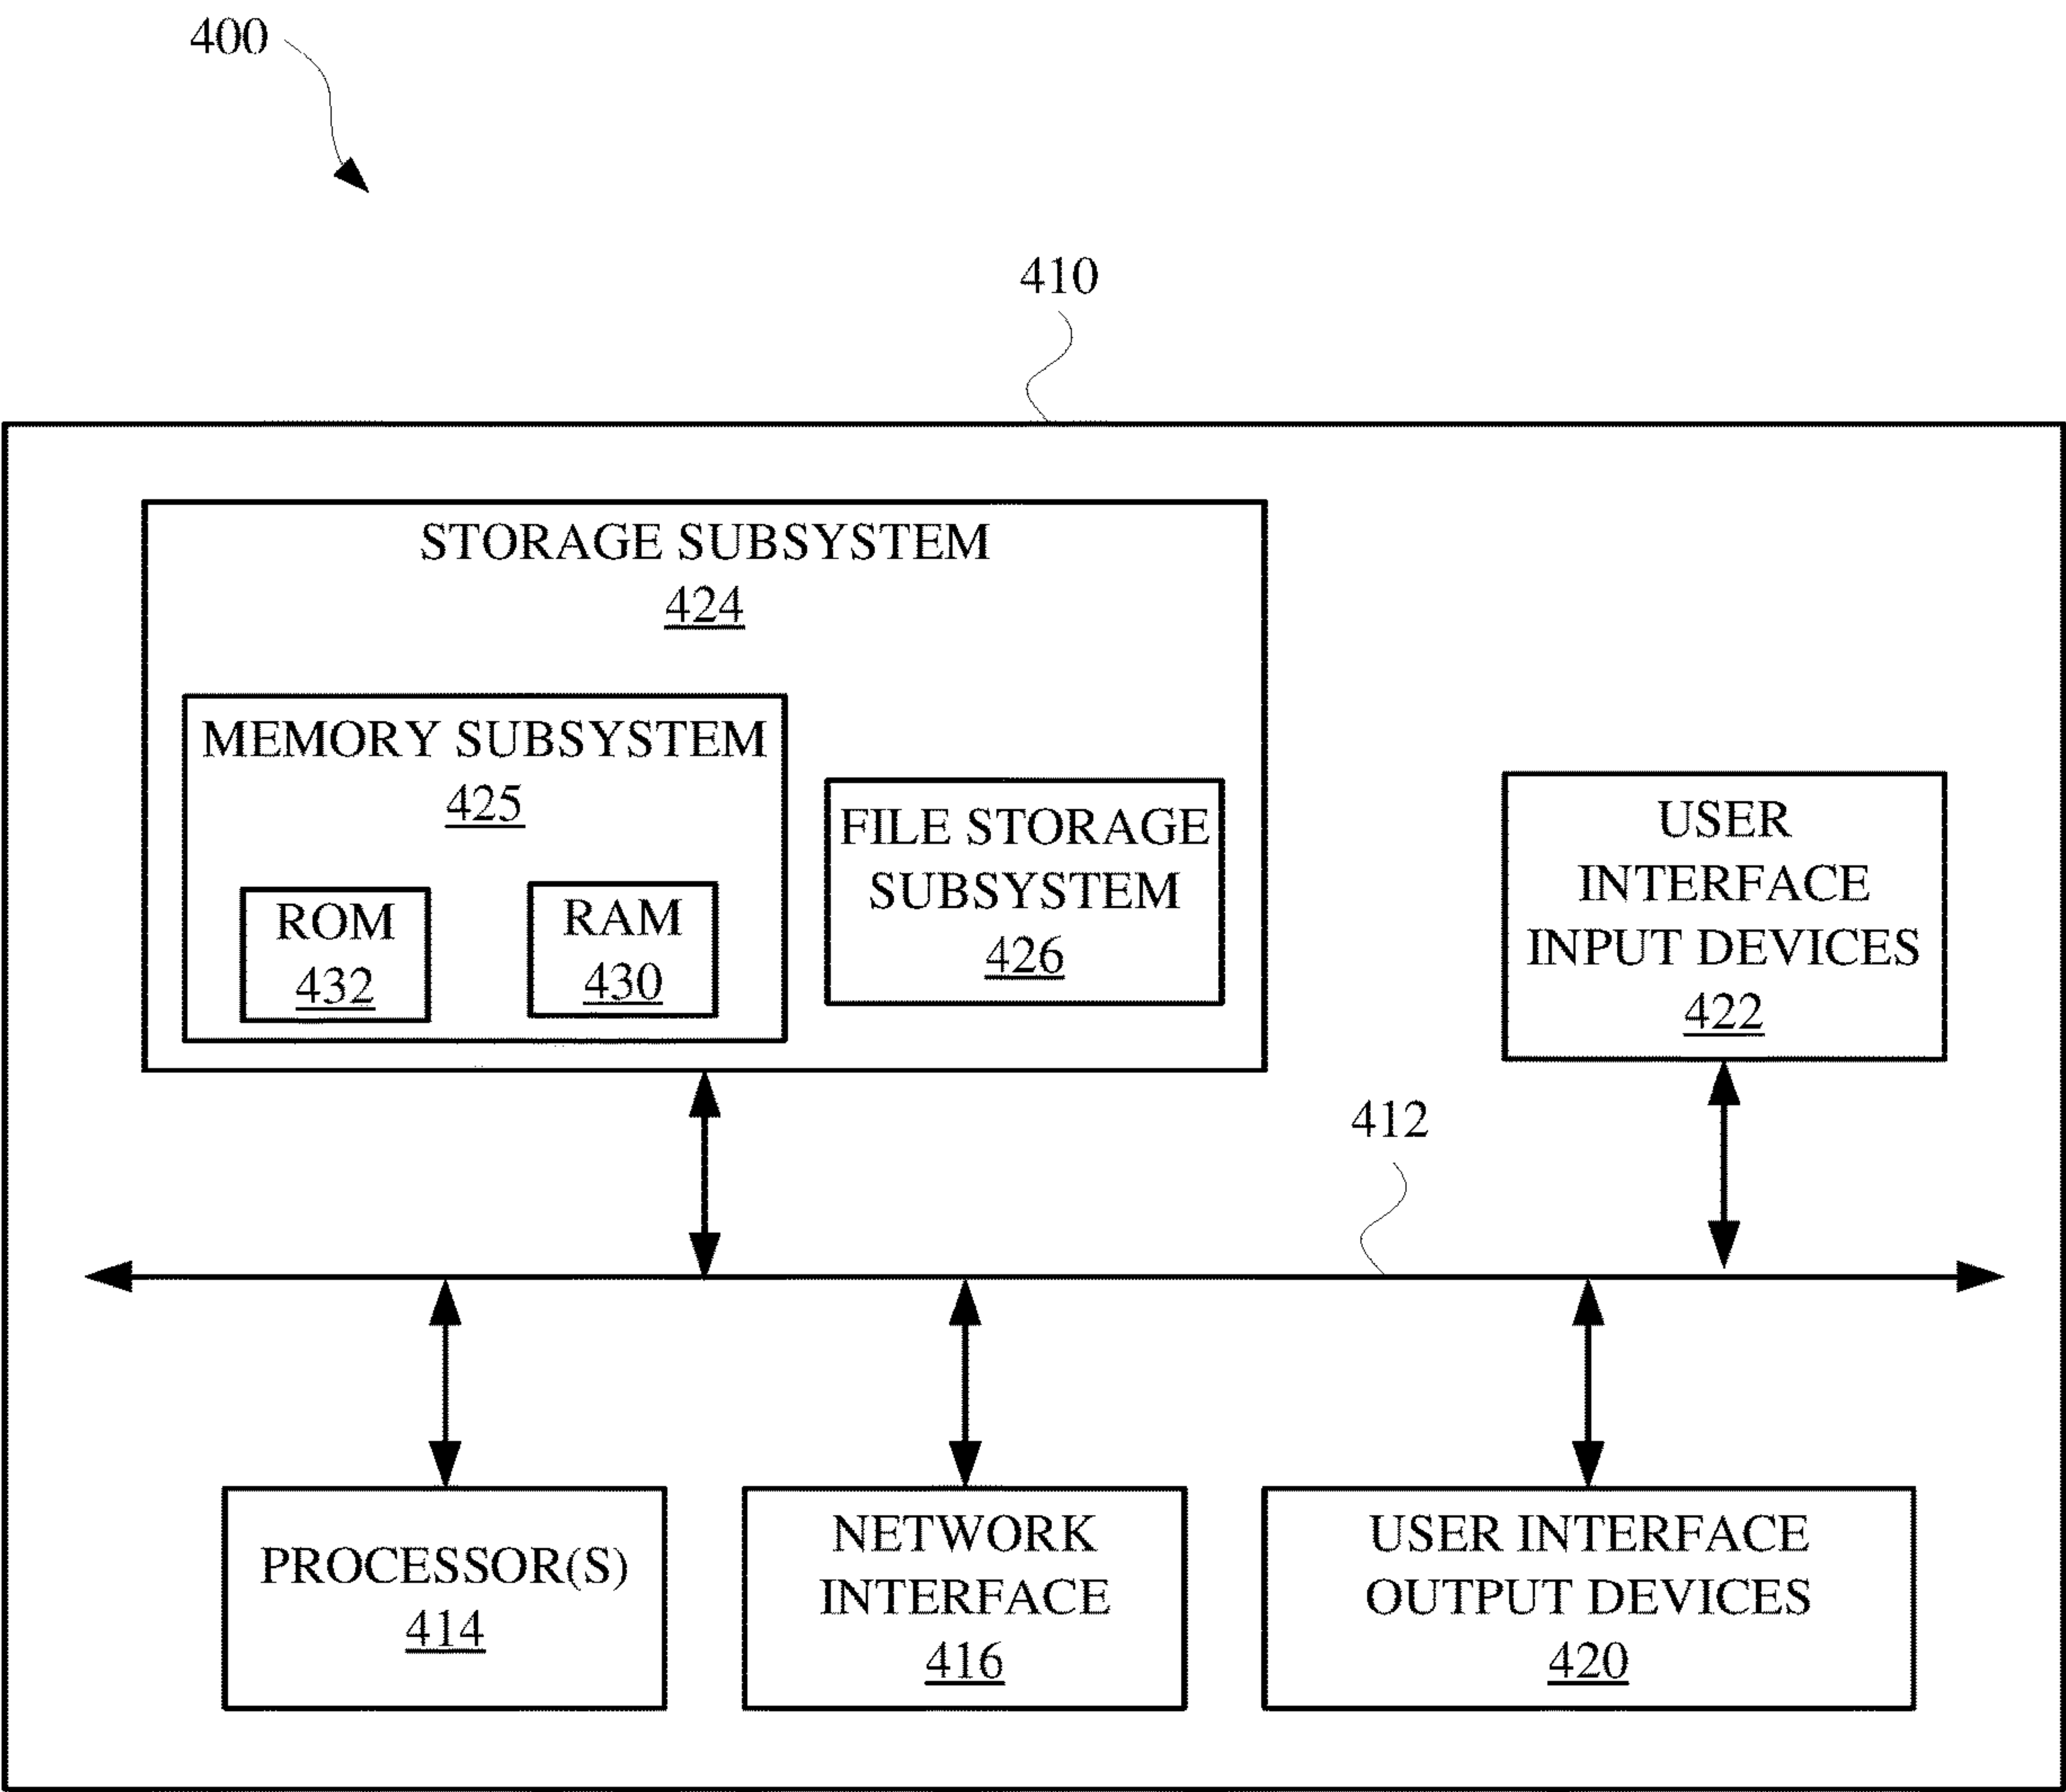 400
410
STORAGE SUBSYSTEM
424
MEMORY SUBSYSTEM
425
ROM
432
RAM
430
FILE STORAGE
SUBSYSTEM
426
USER
INTERFACE
INPUT DEVICES
422
412
PROCESSOR(S)
414
NETWORK
INTERFACE
416
USER INTERFACE
OUTPUT DEVICES
420